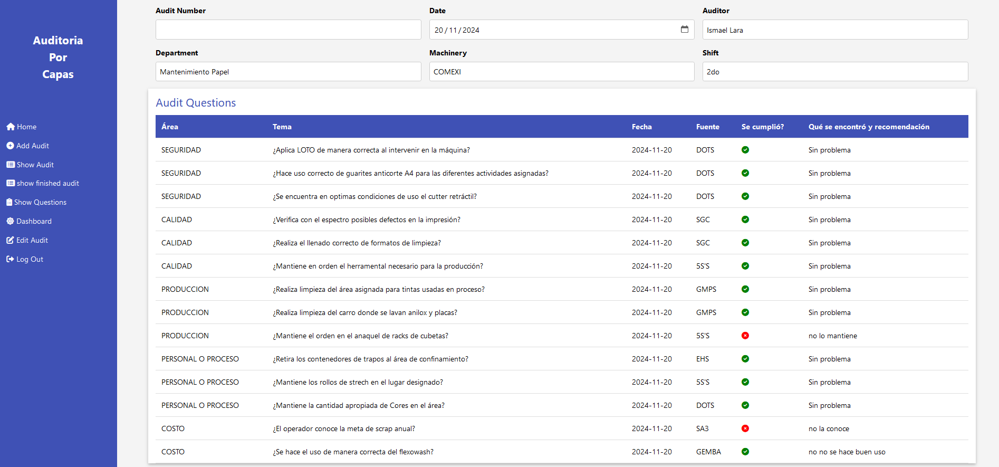 Auditoria
Por
Capas
Home
Add Audit
Show Audit
show finished audit
Show Questions
Dashboard
Edit Audit
Log Out
Audit Number Date Auditor
20/11/2024 Ismael Lara
Department Machinery Shift
Mantenimiento Papel COMEXI 2do
Audit Questions
Área Tema Fecha Fuente Se cumplió? Qué se encontró y recomendación
SEGURIDAD ¿Aplica LOTO de manera correcta al intervenir en la máquina? 2024-11-20 DOTS Sin problema
SEGURIDAD ¿Hace uso correcto de guarites anticorte A4 para las diferentes actividades asignadas? 2024-11-20 DOTS Sin problema
SEGURIDAD ¿Se encuentra en optimas condiciones de uso el cutter retráctil? 2024-11-20 DOTS Sin problema
CALIDAD ¿Verifica con el espectro posibles defectos en la impresión? 2024-11-20 SGC Sin problema
CALIDAD ¿Realiza el llenado correcto de formatos de limpieza? 2024-11-20 SGC Sin problema
CALIDAD ¿Mantiene en orden el herramental necesario para la producción? 2024-11-20 5S'S Sin problema
PRODUCCION ¿Realiza limpieza del área asignada para tintas usadas en proceso? 2024-11-20 GMPS Sin problema
PRODUCCION ¿Realiza limpieza del carro donde se lavan anilox y placas? 2024-11-20 GMPS Sin problema
PRODUCCION ¿Mantiene el orden en el anaquel de racks de cubetas? 2024-11-20 5S'S no lo mantiene
PERSONAL O PROCESO ¿Retira los contenedores de trapos al área de confinamiento? 2024-11-20 EHS Sin problema
PERSONAL O PROCESO ¿Mantiene los rollos de strech en el lugar designado? 2024-11-20 5S'S Sin problema
PERSONAL O PROCESO ¿Mantiene la cantidad apropiada de Cores en el área? 2024-11-20 DOTS Sin problema
COSTO ¿El operador conoce la meta de scrap anual? 2024-11-20 SA3 no la conoce
COSTO ¿Se hace el uso de manera correcta del flexowash? 2024-11-20 GEMBA no no se hace buen uso